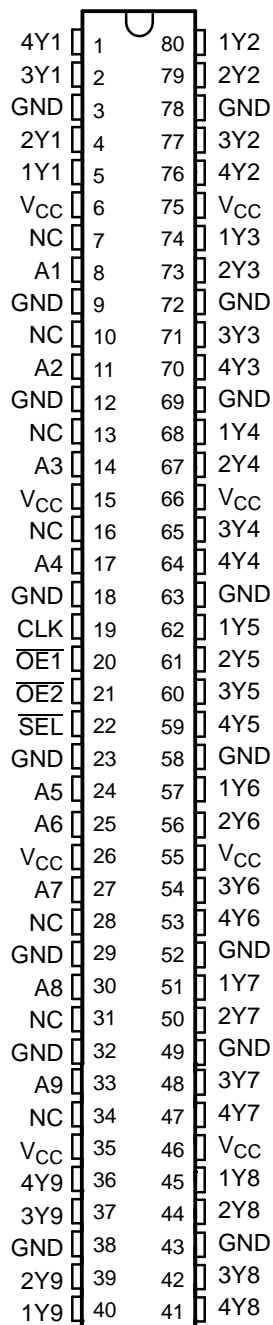 4Y1 1 80 1Y2
3Y1 2 79 2Y2
GND 3 78 GND
2Y1 4 77 3Y2
1Y1 5 76 4Y2
VCC 6 75 VCC
NC 7 74 1Y3
A1 8 73 2Y3
GND 9 72 GND
NC 10 71 3Y3
A2 11 70 4Y3
GND 12 69 GND
NC 13 68 1Y4
A3 14 67 2Y4
VCC 15 66 VCC
NC 16 65 3Y4
A4 17 64 4Y4
GND 18 63 GND
CLK 19 62 1Y5
OE1 20 61 2Y5
OE2 21 60 3Y5
SEL 22 59 4Y5
GND 23 58 GND
A5 24 57 1Y6
A6 25 56 2Y6
VCC 26 55 VCC
A7 27 54 3Y6
NC 28 53 4Y6
GND 29 52 GND
A8 30 51 1Y7
NC 31 50 2Y7
GND 32 49 GND
A9 33 48 3Y7
NC 34 47 4Y7
VCC 35 46 VCC
4Y9 36 45 1Y8
3Y9 37 44 2Y8
GND 38 43 GND
2Y9 39 42 3Y8
1Y9 40 41 4Y8